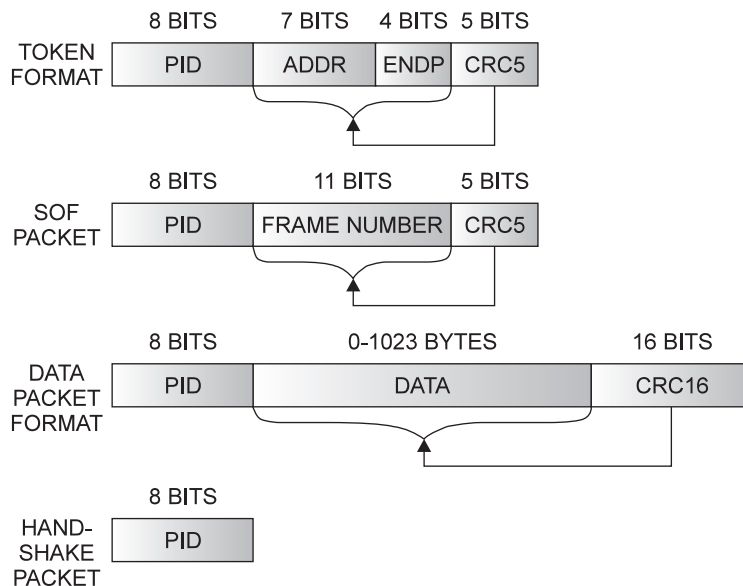 8 BITS 7 BITS 4 BITS 5 BITS
TOKEN
FORMAT
PID ADDR ENDP CRC5
8 BITS 11 BITS 5 BITS
SOF
PACKET
PID FRAME NUMBER CRC5
8 BITS 0-1023 BYTES 16 BITS
DATA
PACKET
FORMAT
PID DATA CRC16
8 BITS
HAND-
SHAKE
PACKET
PID